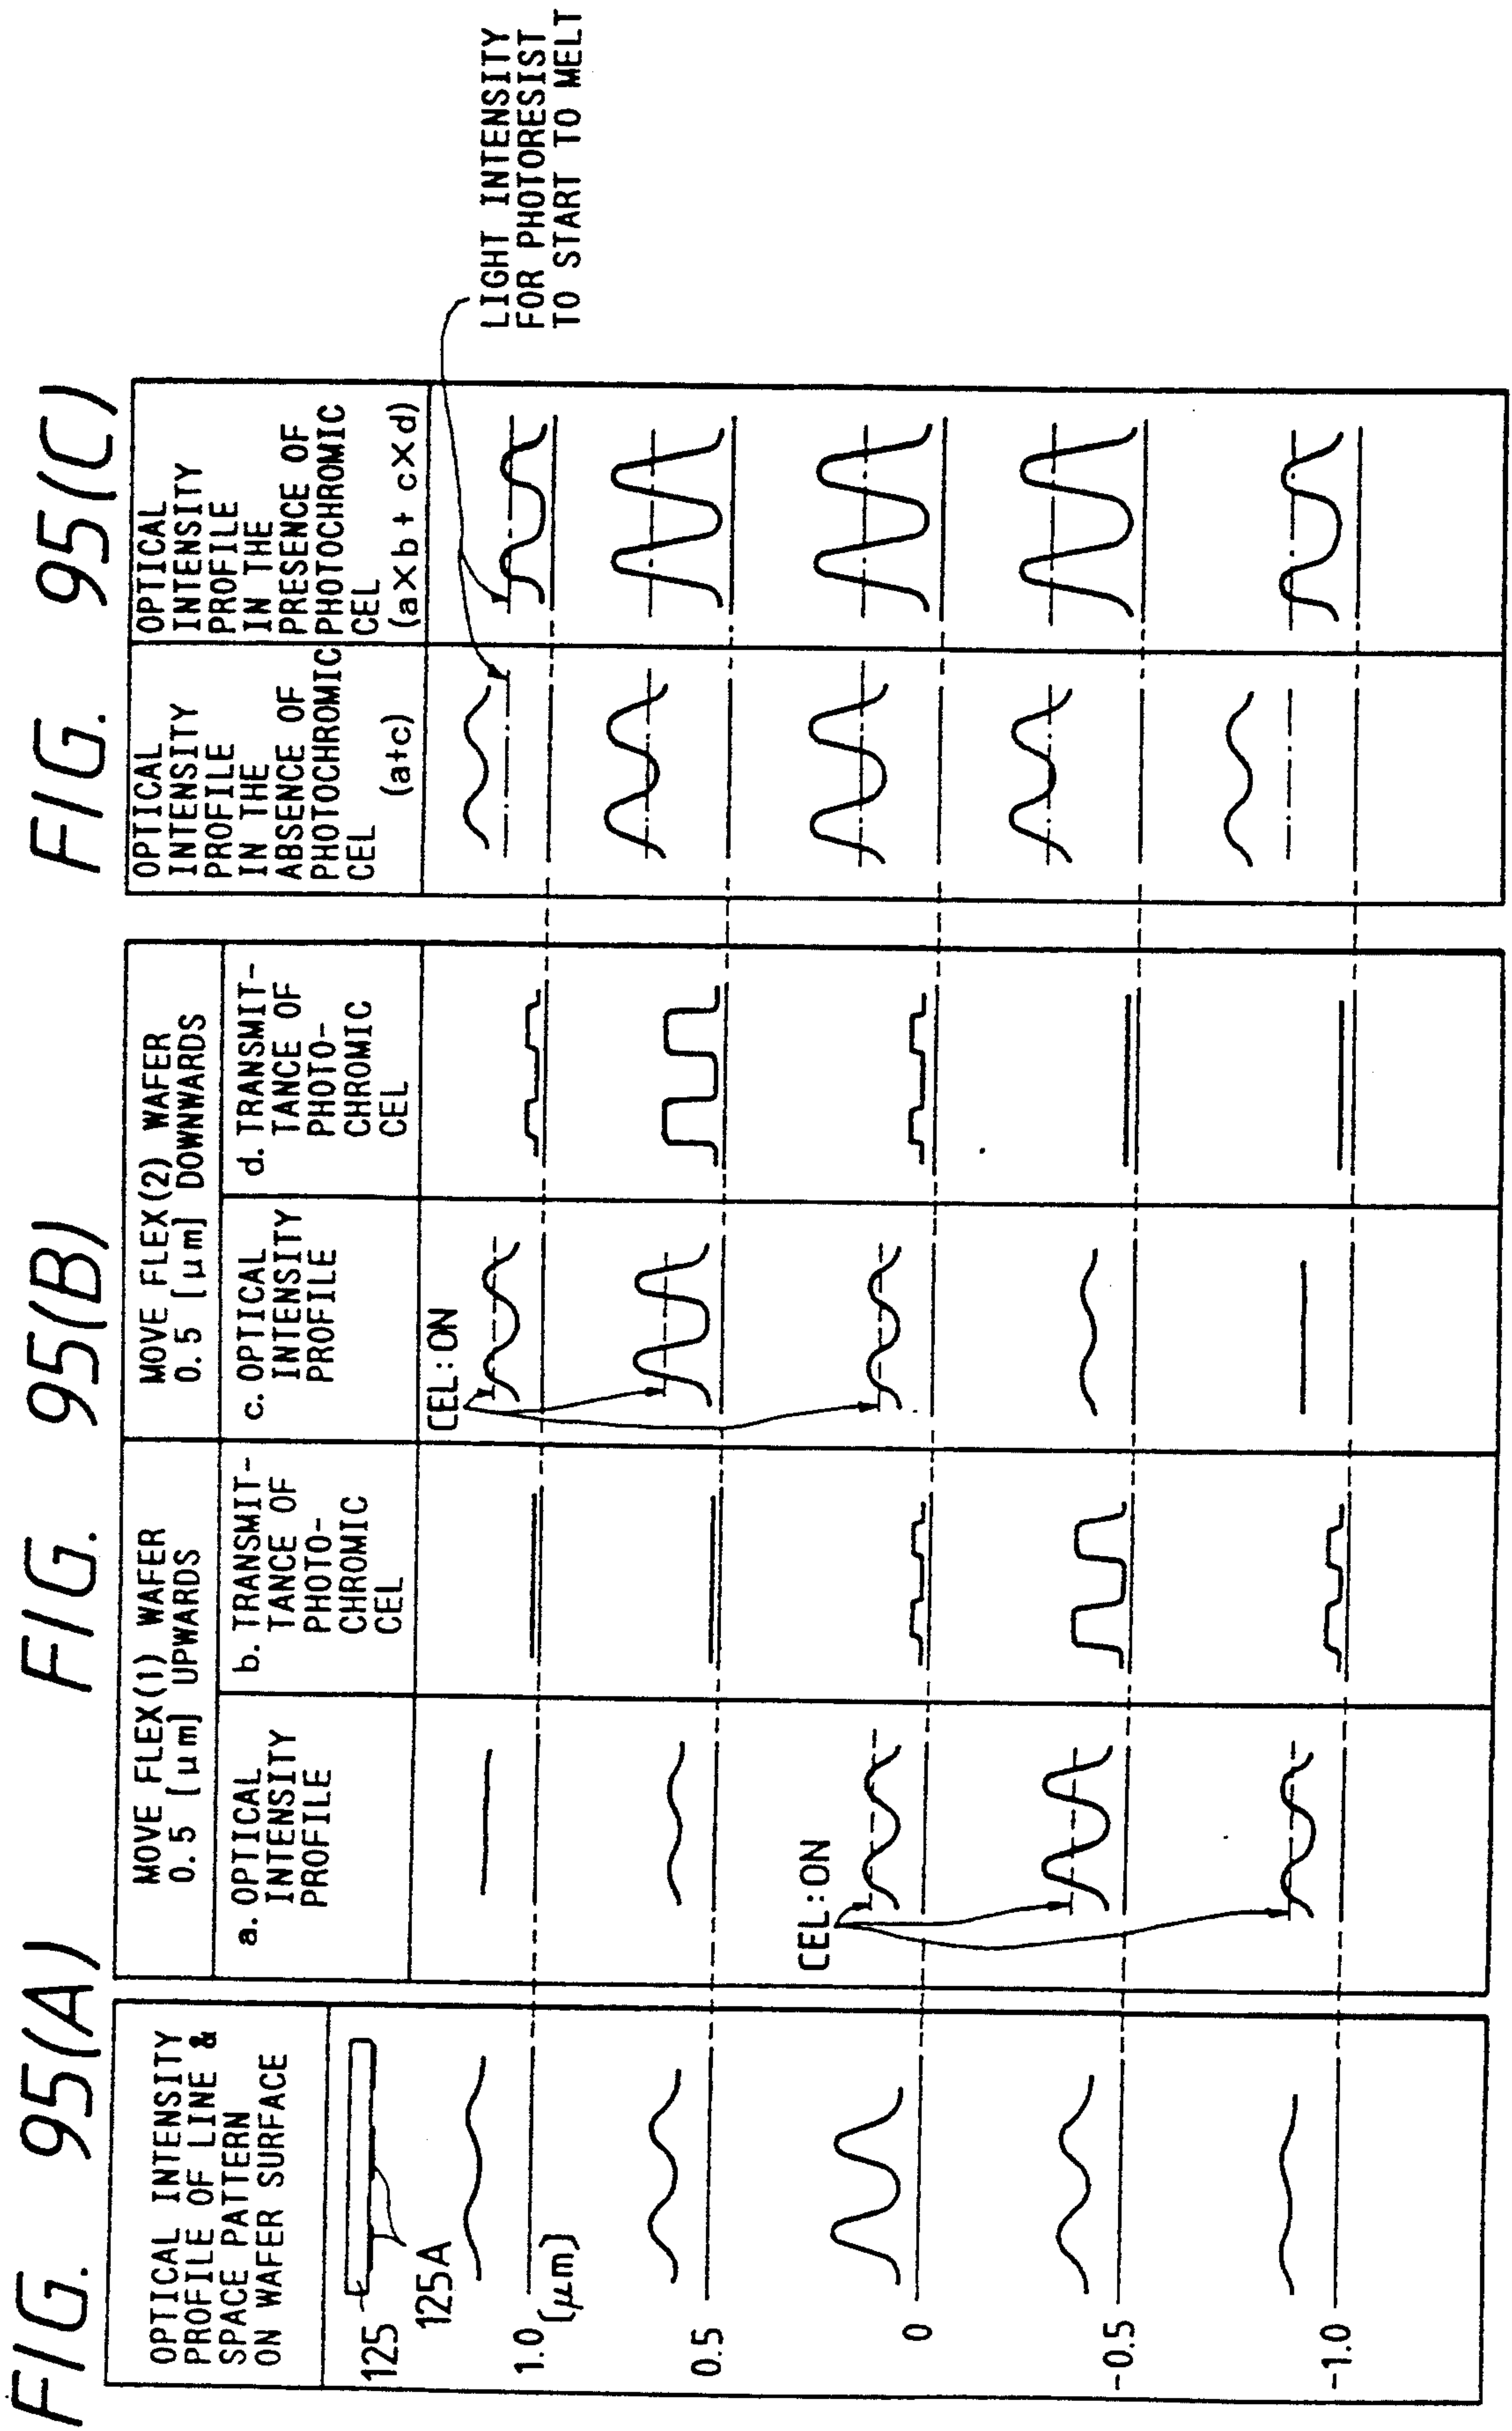 FIG. 95(A)
OPTICAL INTENSITY
PROFILE OF LINE &
SPACE PATTERN
ON WAFER SURFACE
125
125A
1.0
[μm]
0.5
0
-0.5
-1.0
FIG. 95(B)
MOVE FLEX(1) WAFER
0.5 [μm] UPWARDS
a. OPTICAL
INTENSITY
PROFILE
b. TRANSMIT-
TANCE OF
PHOTO-
CHROMIC
CEL
CEL:ON
MOVE FLEX(2) WAFER
0.5 [μm] DOWNWARDS
c. OPTICAL
INTENSITY
PROFILE
d. TRANSMIT-
TANCE OF
PHOTO-
CHROMIC
CEL
CEL:ON
FIG. 95(C)
OPTICAL
INTENSITY
PROFILE
IN THE
ABSENCE OF
PHOTOCHROMIC
CEL
(a+c)
OPTICAL
INTENSITY
PROFILE
IN THE
PRESENCE OF
PHOTOCHROMIC
CEL
(a×b + c×d)
LIGHT INTENSITY
FOR PHOTORESIST
TO START TO MELT